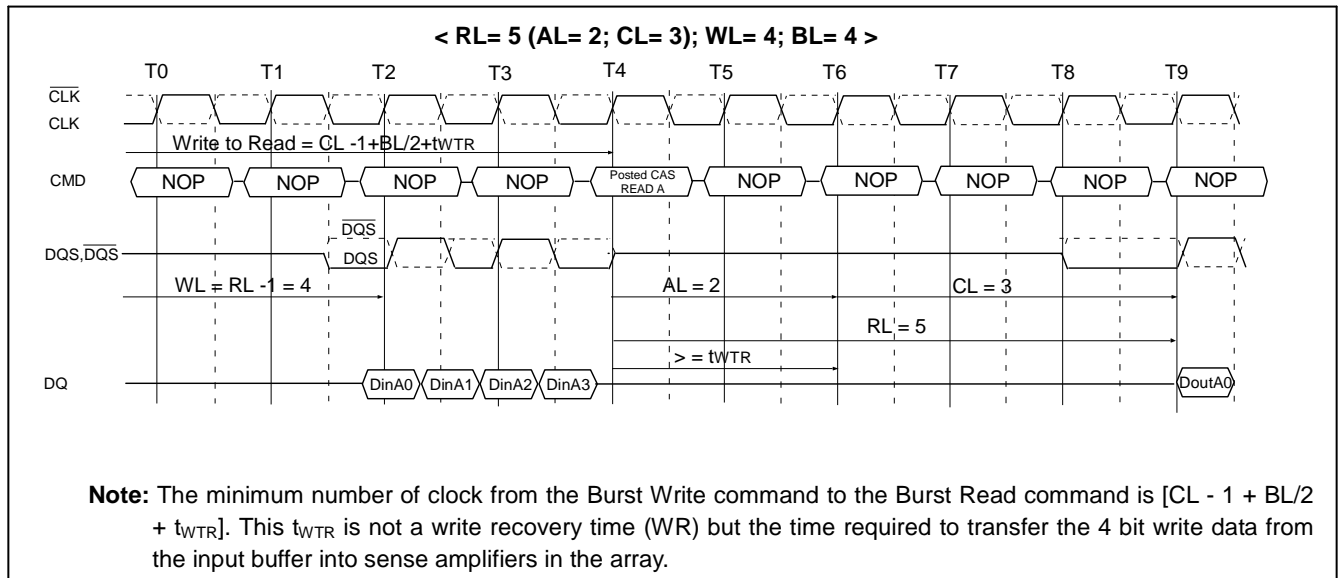 < RL= 5 (AL= 2; CL= 3); WL= 4; BL= 4 >
T0 T1 T2 T3 T4 T5 T6 T7 T8 T9
CLK
CLK
Write to Read = CL -1+BL/2+tWTR
CMD NOP NOP NOP NOP Posted CAS READ A NOP NOP NOP NOP NOP
DQS
DQS,DQS DQS
WL = RL -1 = 4 AL = 2 CL = 3
RL = 5
> = tWTR
DQ DinA0 DinA1 DinA2 DinA3 DoutA0
Note: The minimum number of clock from the Burst Write command to the Burst Read command is [CL - 1 + BL/2
+ tWTR]. This tWTR is not a write recovery time (WR) but the time required to transfer the 4 bit write data from
the input buffer into sense amplifiers in the array.